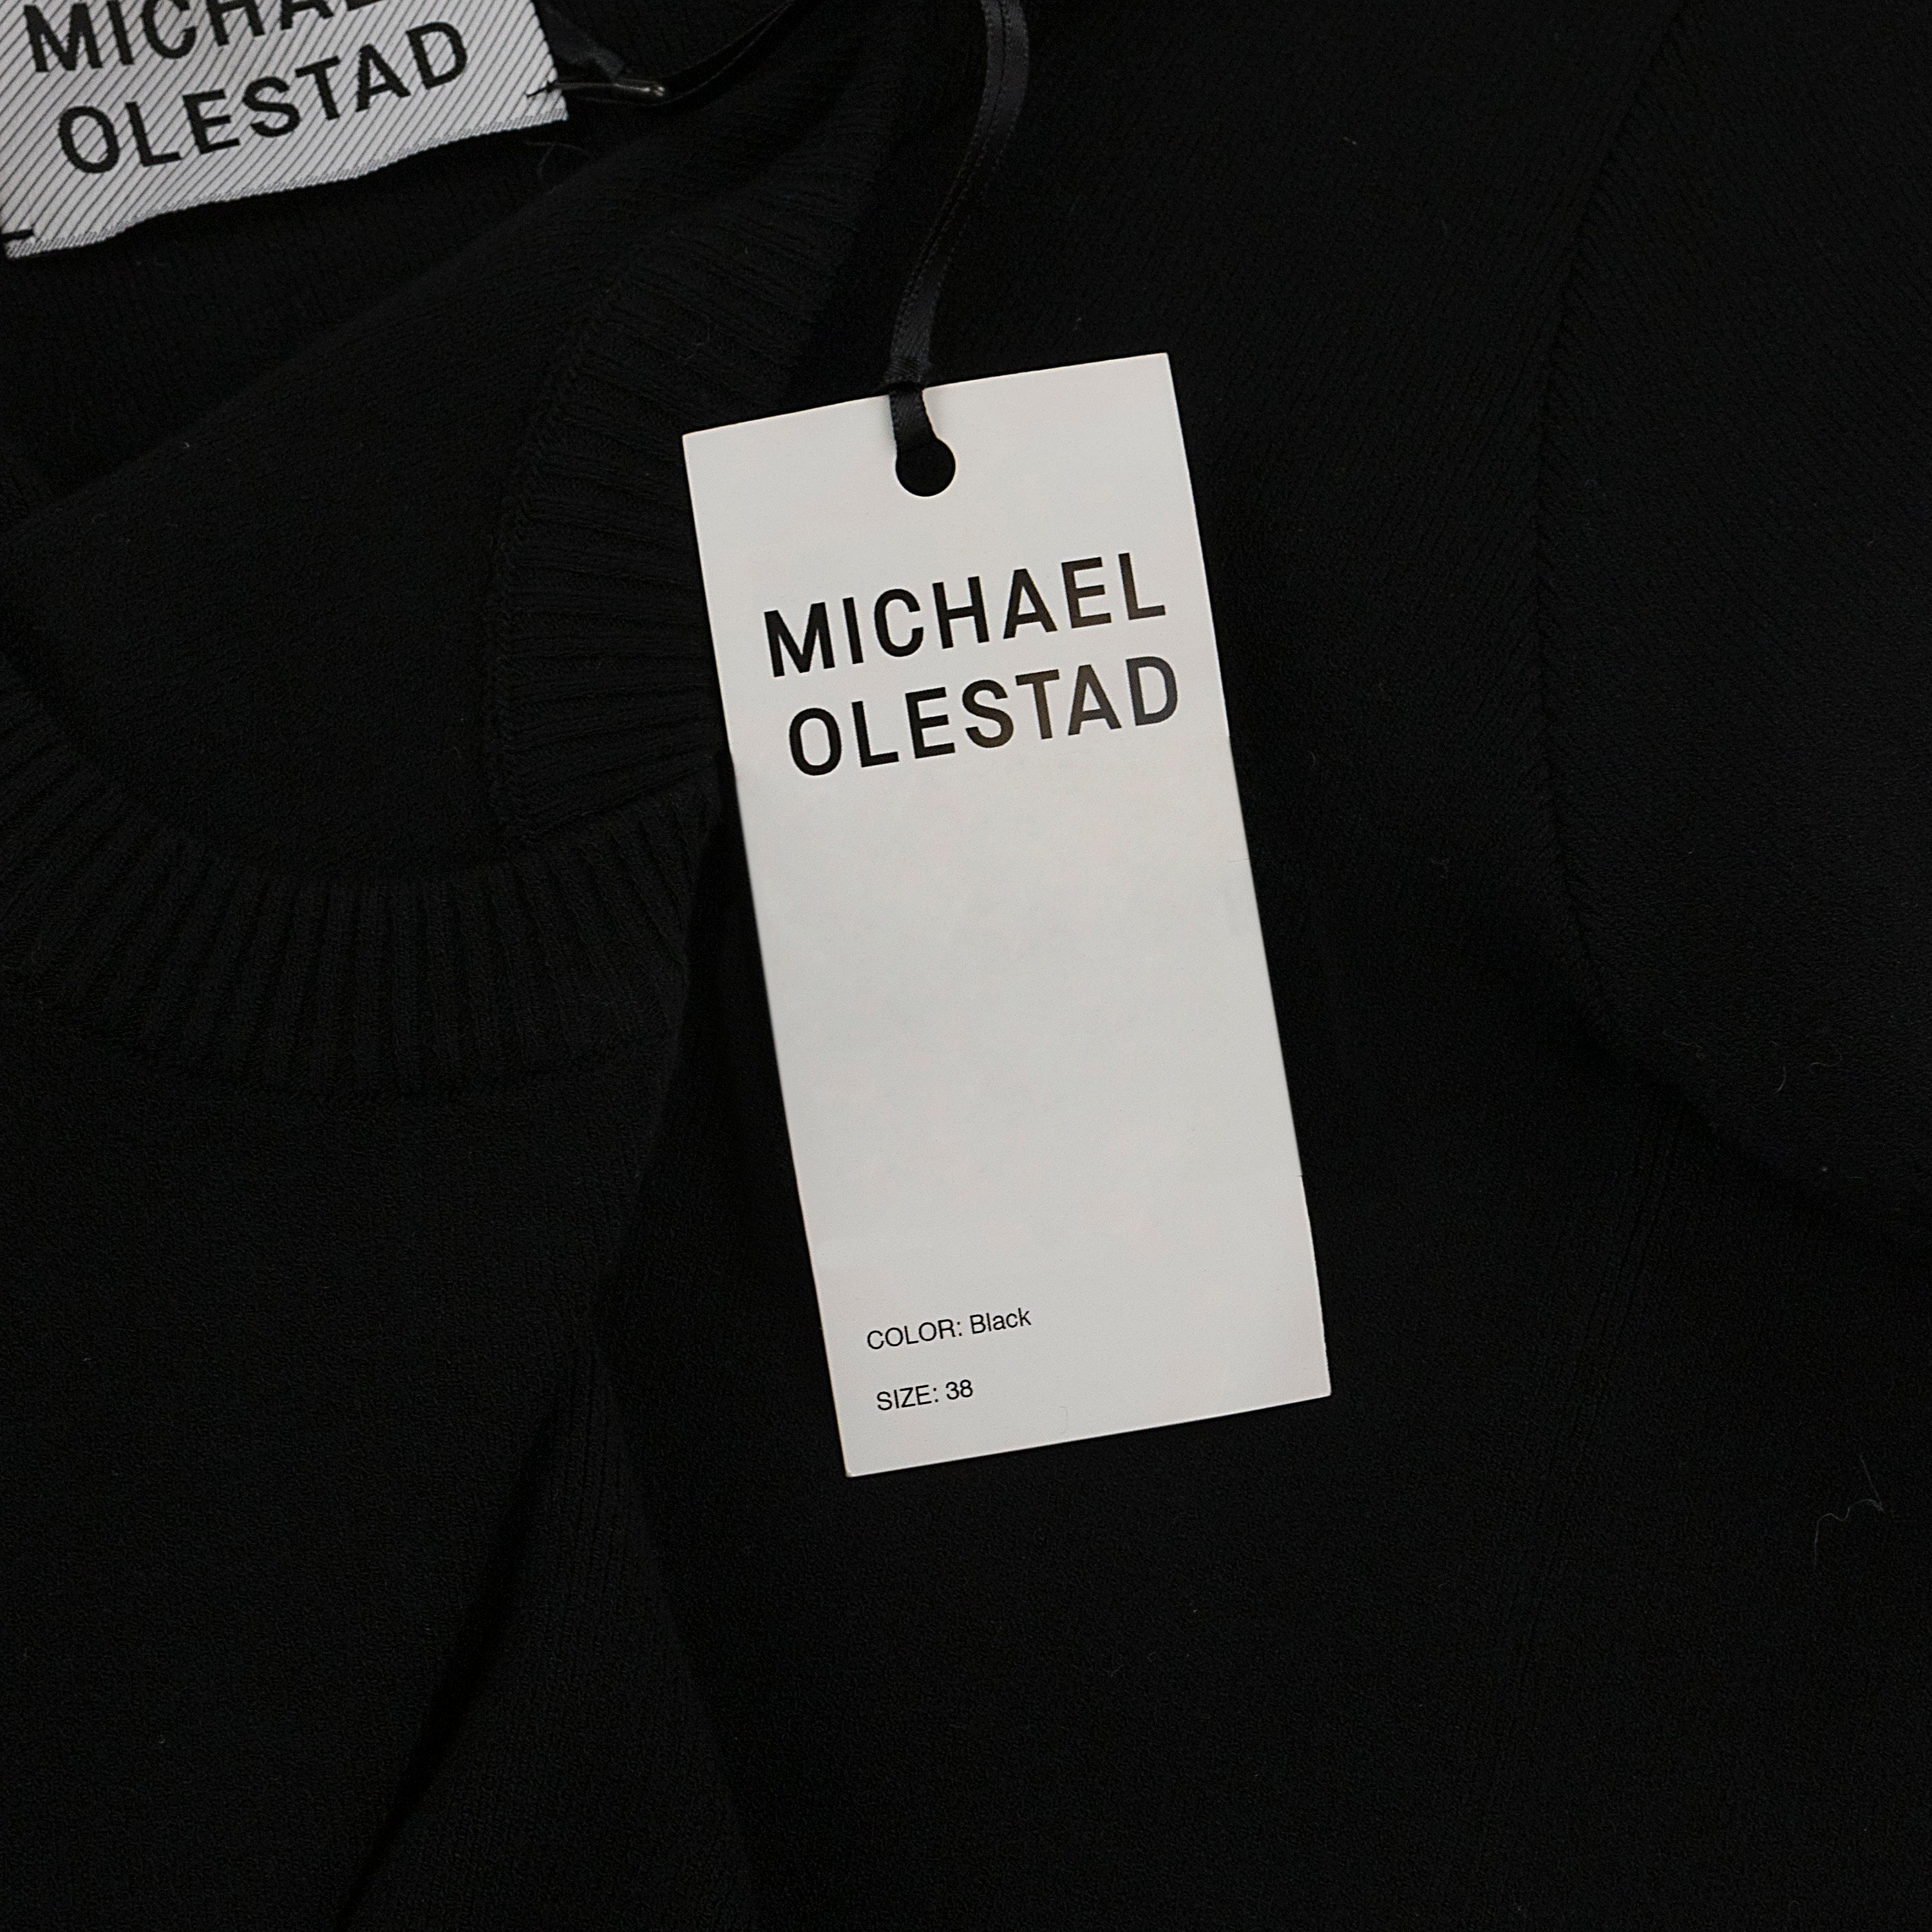 MICHAEL
OLESTAD
MICHAEL
OLESTAD
COLOR: Black
SIZE: 38